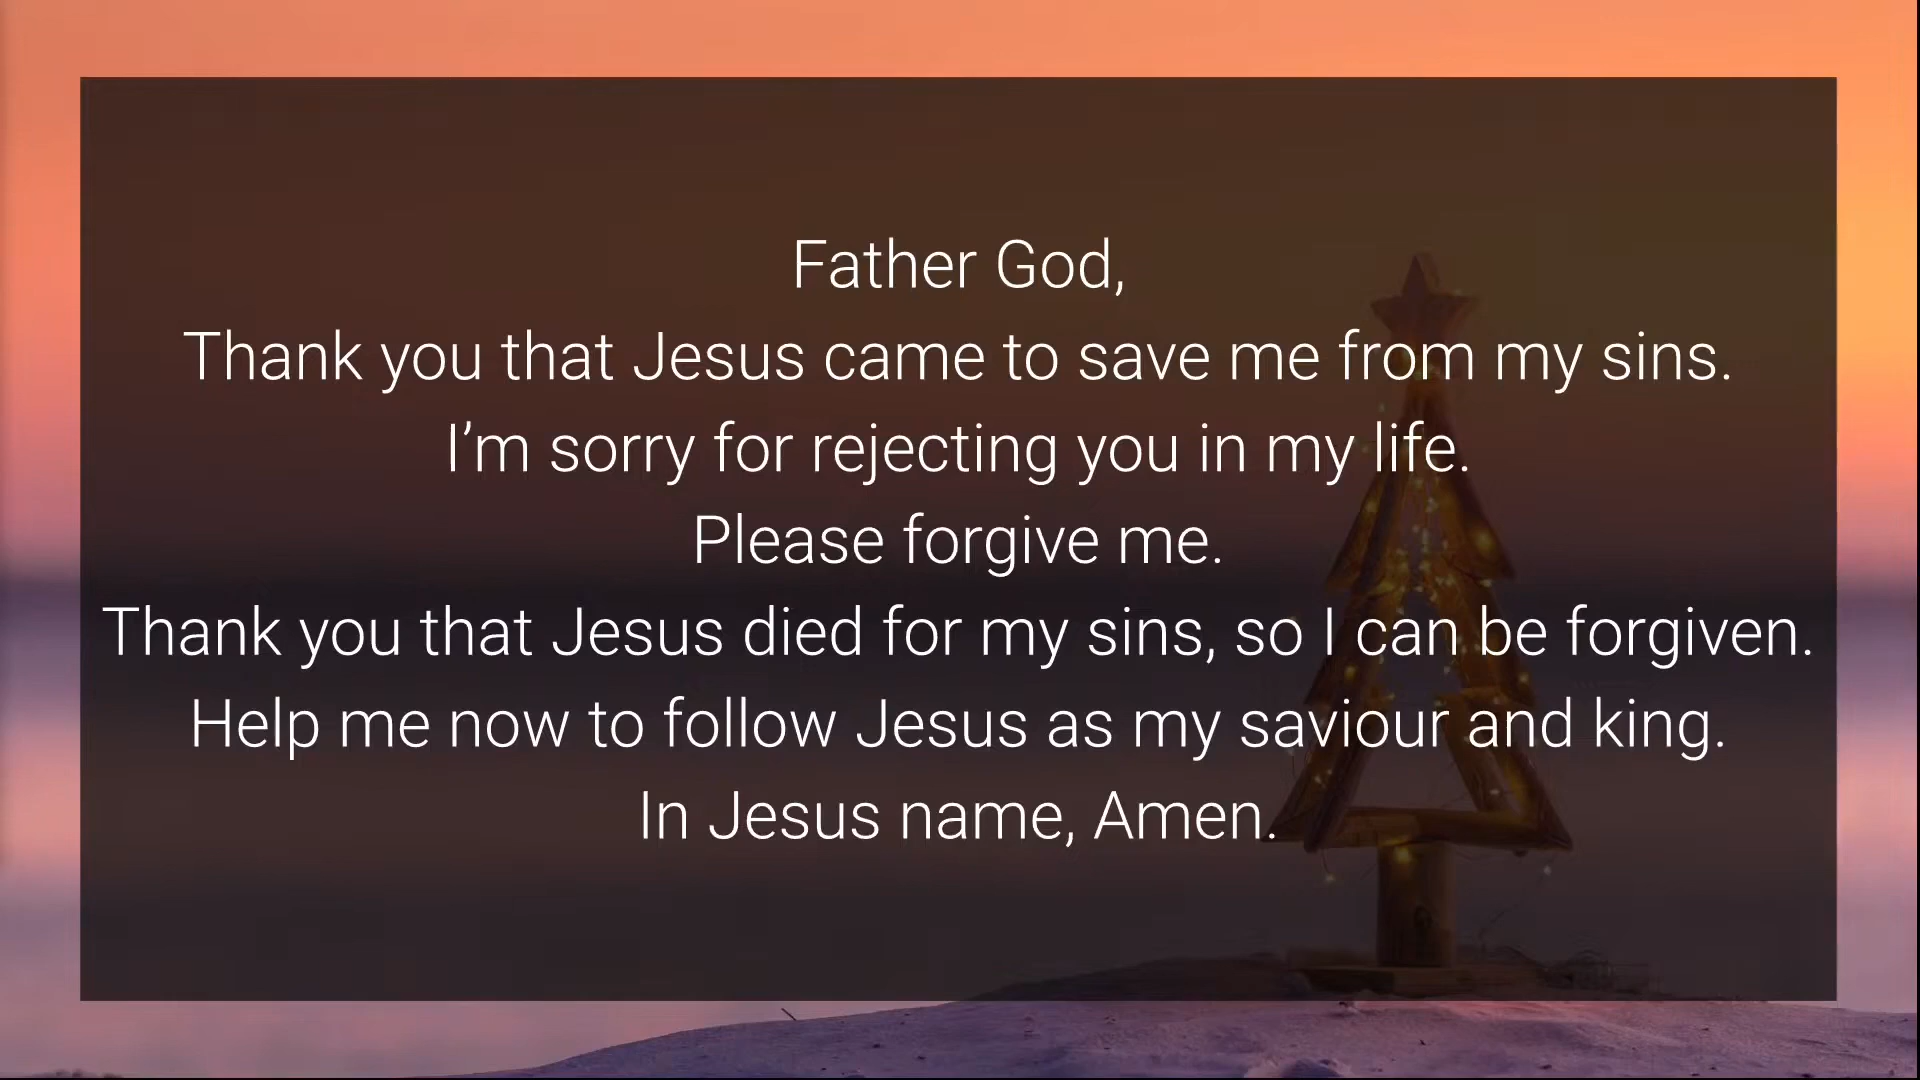 Father God,
Thank you that Jesus came to save me from my sins.
I’m sorry for rejecting you in my life.
Please forgive me.
Thank you that Jesus died for my sins, so I can be forgiven.
Help me now to follow Jesus as my saviour and king.
In Jesus name, Amen.